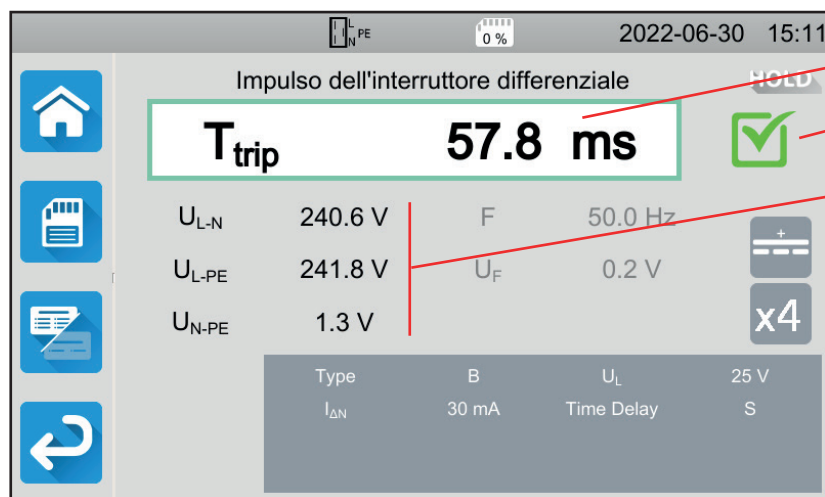 L N PE 0 % 2022-06-30 15:11
Impulso dell'interruttore differenziale HOLD
Ttrip 57.8 ms
UL-N 240.6 V F 50.0 Hz
UL-PE 241.8 V UF 0.2 V
UN-PE 1.3 V x4
Type B UL 25 V
IΔN 30 mA Time Delay S